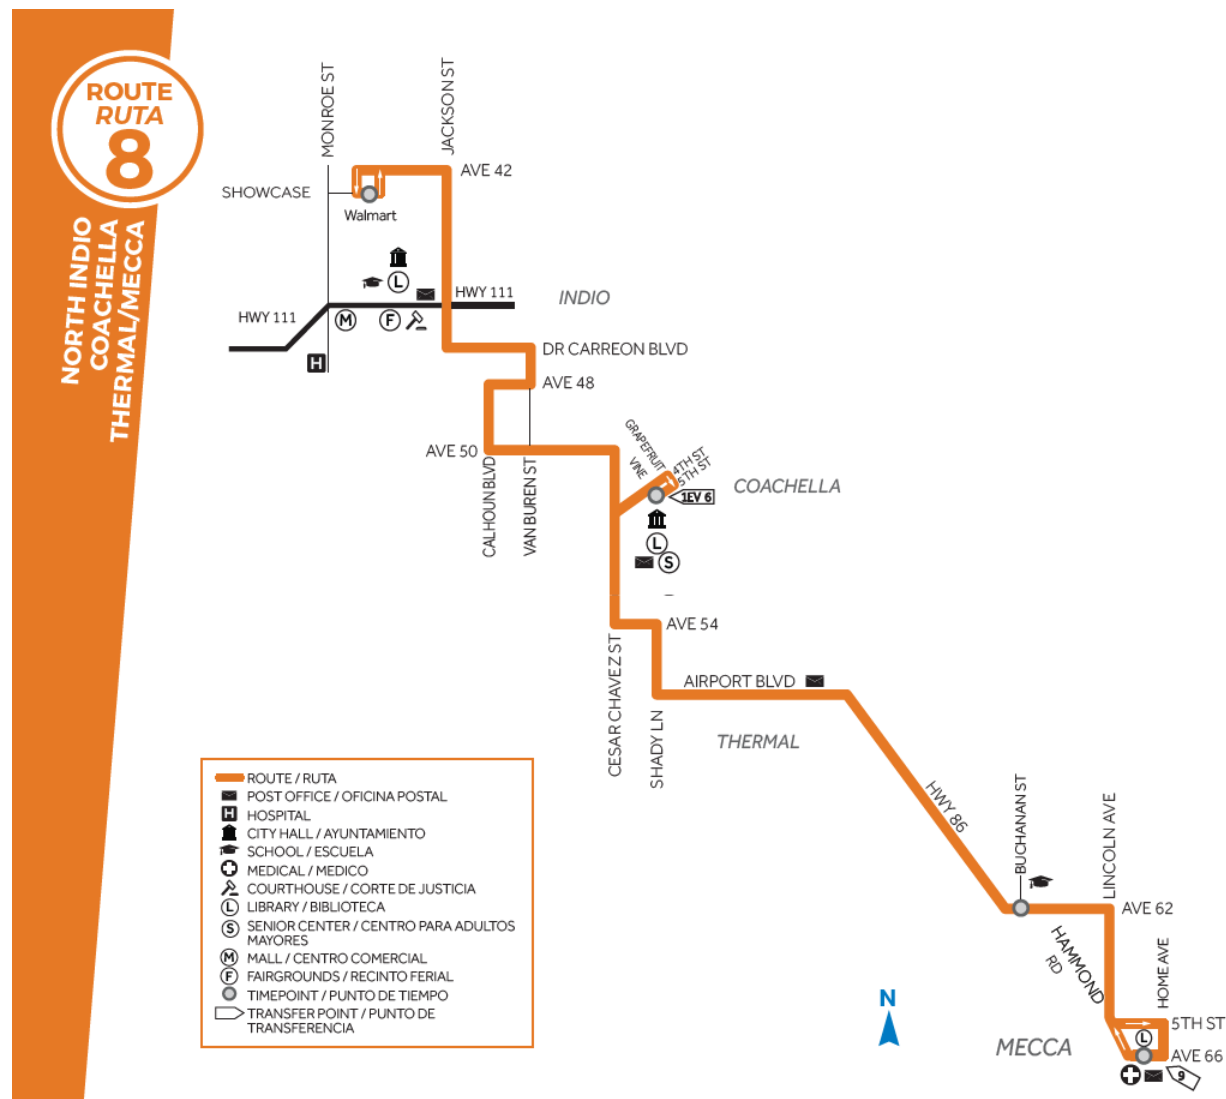 ROUTE
RUTA
8
NORTH INDIO
COACHELLA
THERMAL/MECCA
MONROE ST
JACKSON ST
AVE 42
SHOWCASE
Walmart
L
HWY 111
INDIO
HWY 111
M
F
H
DR CARREON BLVD
AVE 48
AVE 50
CALHOUN BLVD
VAN BUREN ST
GRAPEFRUIT
VINE
4TH ST
5TH ST
1EV 6
COACHELLA
L
S
AVE 54
CESAR CHAVEZ ST
SHADY LN
AIRPORT BLVD
THERMAL
HWY 86
BUCHANAN ST
LINCOLN AVE
AVE 62
HAMMOND
RD
HOME AVE
5TH ST
L
AVE 66
MECCA
9
N
ROUTE / RUTA
POST OFFICE / OFICINA POSTAL
H HOSPITAL
CITY HALL / AYUNTAMIENTO
SCHOOL / ESCUELA
MEDICAL / MEDICO
COURTHOUSE / CORTE DE JUSTICIA
L LIBRARY / BIBLIOTECA
S SENIOR CENTER / CENTRO PARA ADULTOS
MAYORES
M MALL / CENTRO COMERCIAL
F FAIRGROUNDS / RECINTO FERIAL
TIMEPOINT / PUNTO DE TIEMPO
TRANSFER POINT / PUNTO DE
TRANSFERENCIA